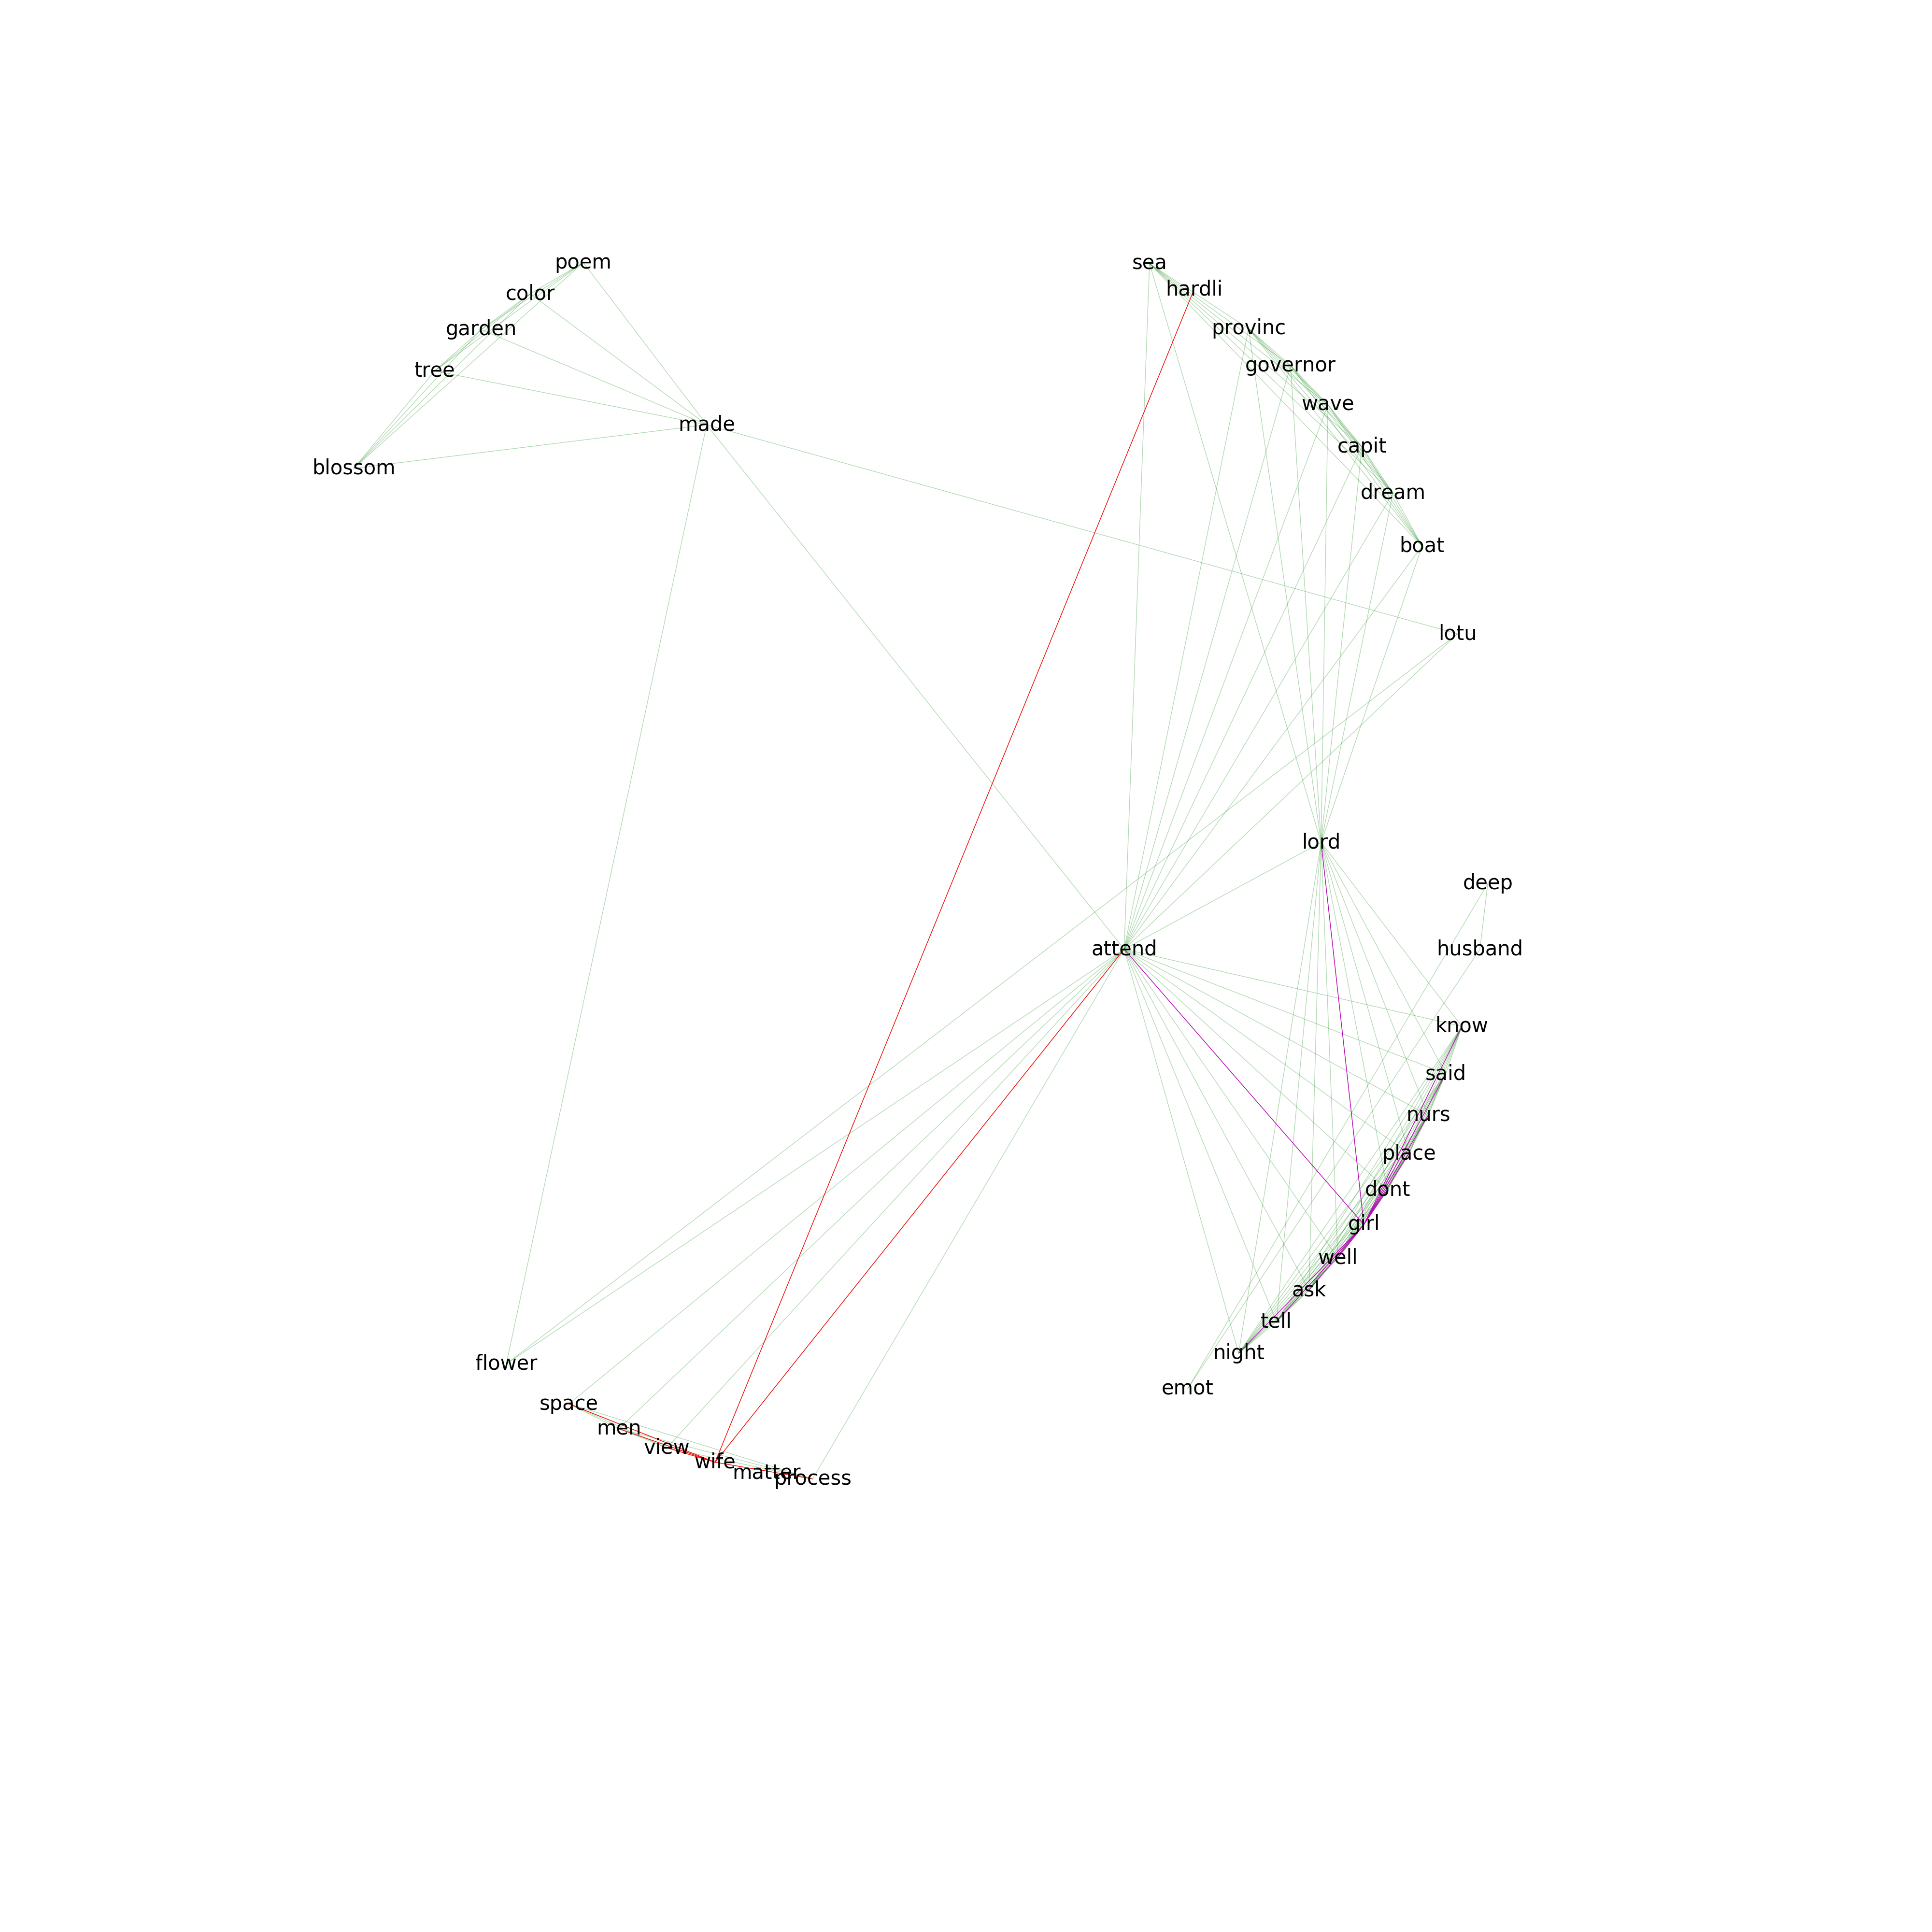 poem
sea
hardli
color
provinc
garden
governor
tree
wave
made
capit
blossom
dream
boat
lotu
lord
deep
attend
husband
know
said
nurs
place
dont
girl
well
ask
tell
night
flower
emot
space
men
view
wife
matter
process